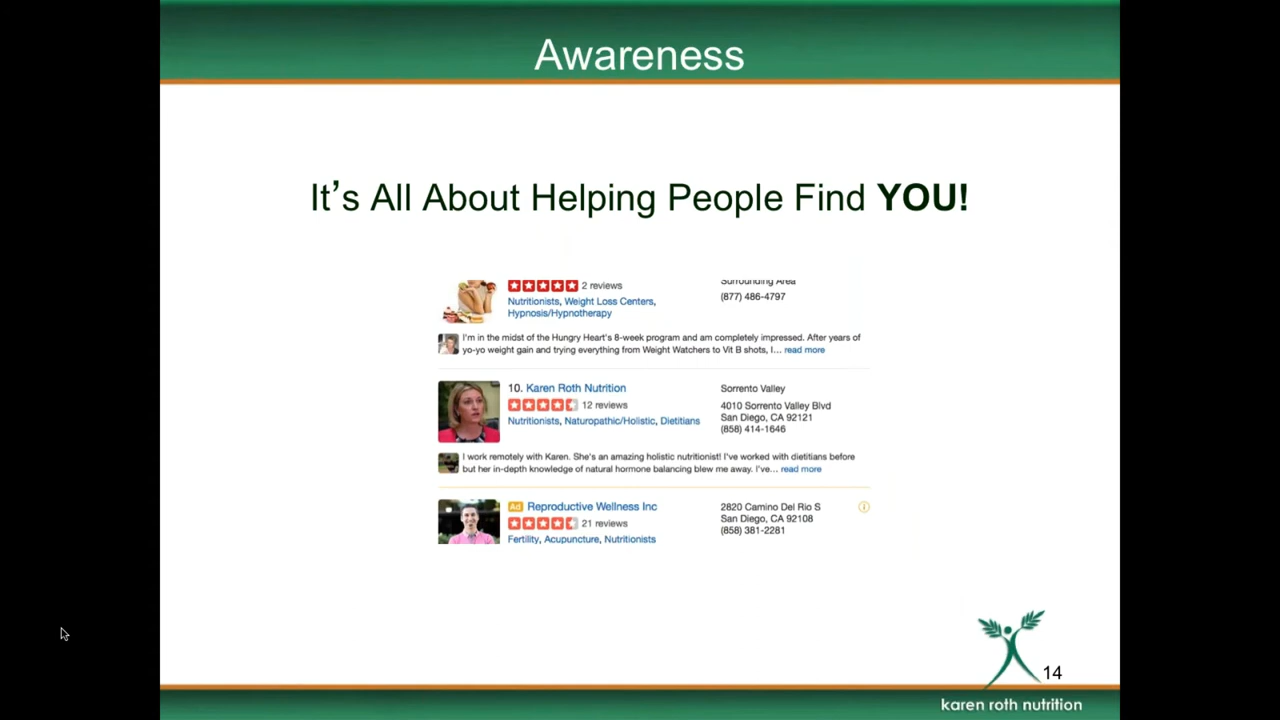 Awareness
It’s All About Helping People Find YOU!
2 reviews
Surrounding Area
(877) 486-4797
Nutritionists, Weight Loss Centers,
Hypnosis/Hypnotherapy
I'm in the midst of the Hungry Heart's 8-week program and am completely impressed. After years of
yo-yo weight gain and trying everything from Weight Watchers to Vit B shots, I... read more
10. Karen Roth Nutrition
12 reviews
Nutritionists, Naturopathic/Holistic, Dietitians
Sorrento Valley
4010 Sorrento Valley Blvd
San Diego, CA 92121
(858) 414-1646
I work remotely with Karen. She's an amazing holistic nutritionist! I've worked with dietitians before
but her in-depth knowledge of natural hormone balancing blew me away. I've... read more
Ad Reproductive Wellness Inc
21 reviews
Fertility, Acupuncture, Nutritionists
2820 Camino Del Rio S
San Diego, CA 92108
(858) 381-2281
14
karen roth nutrition